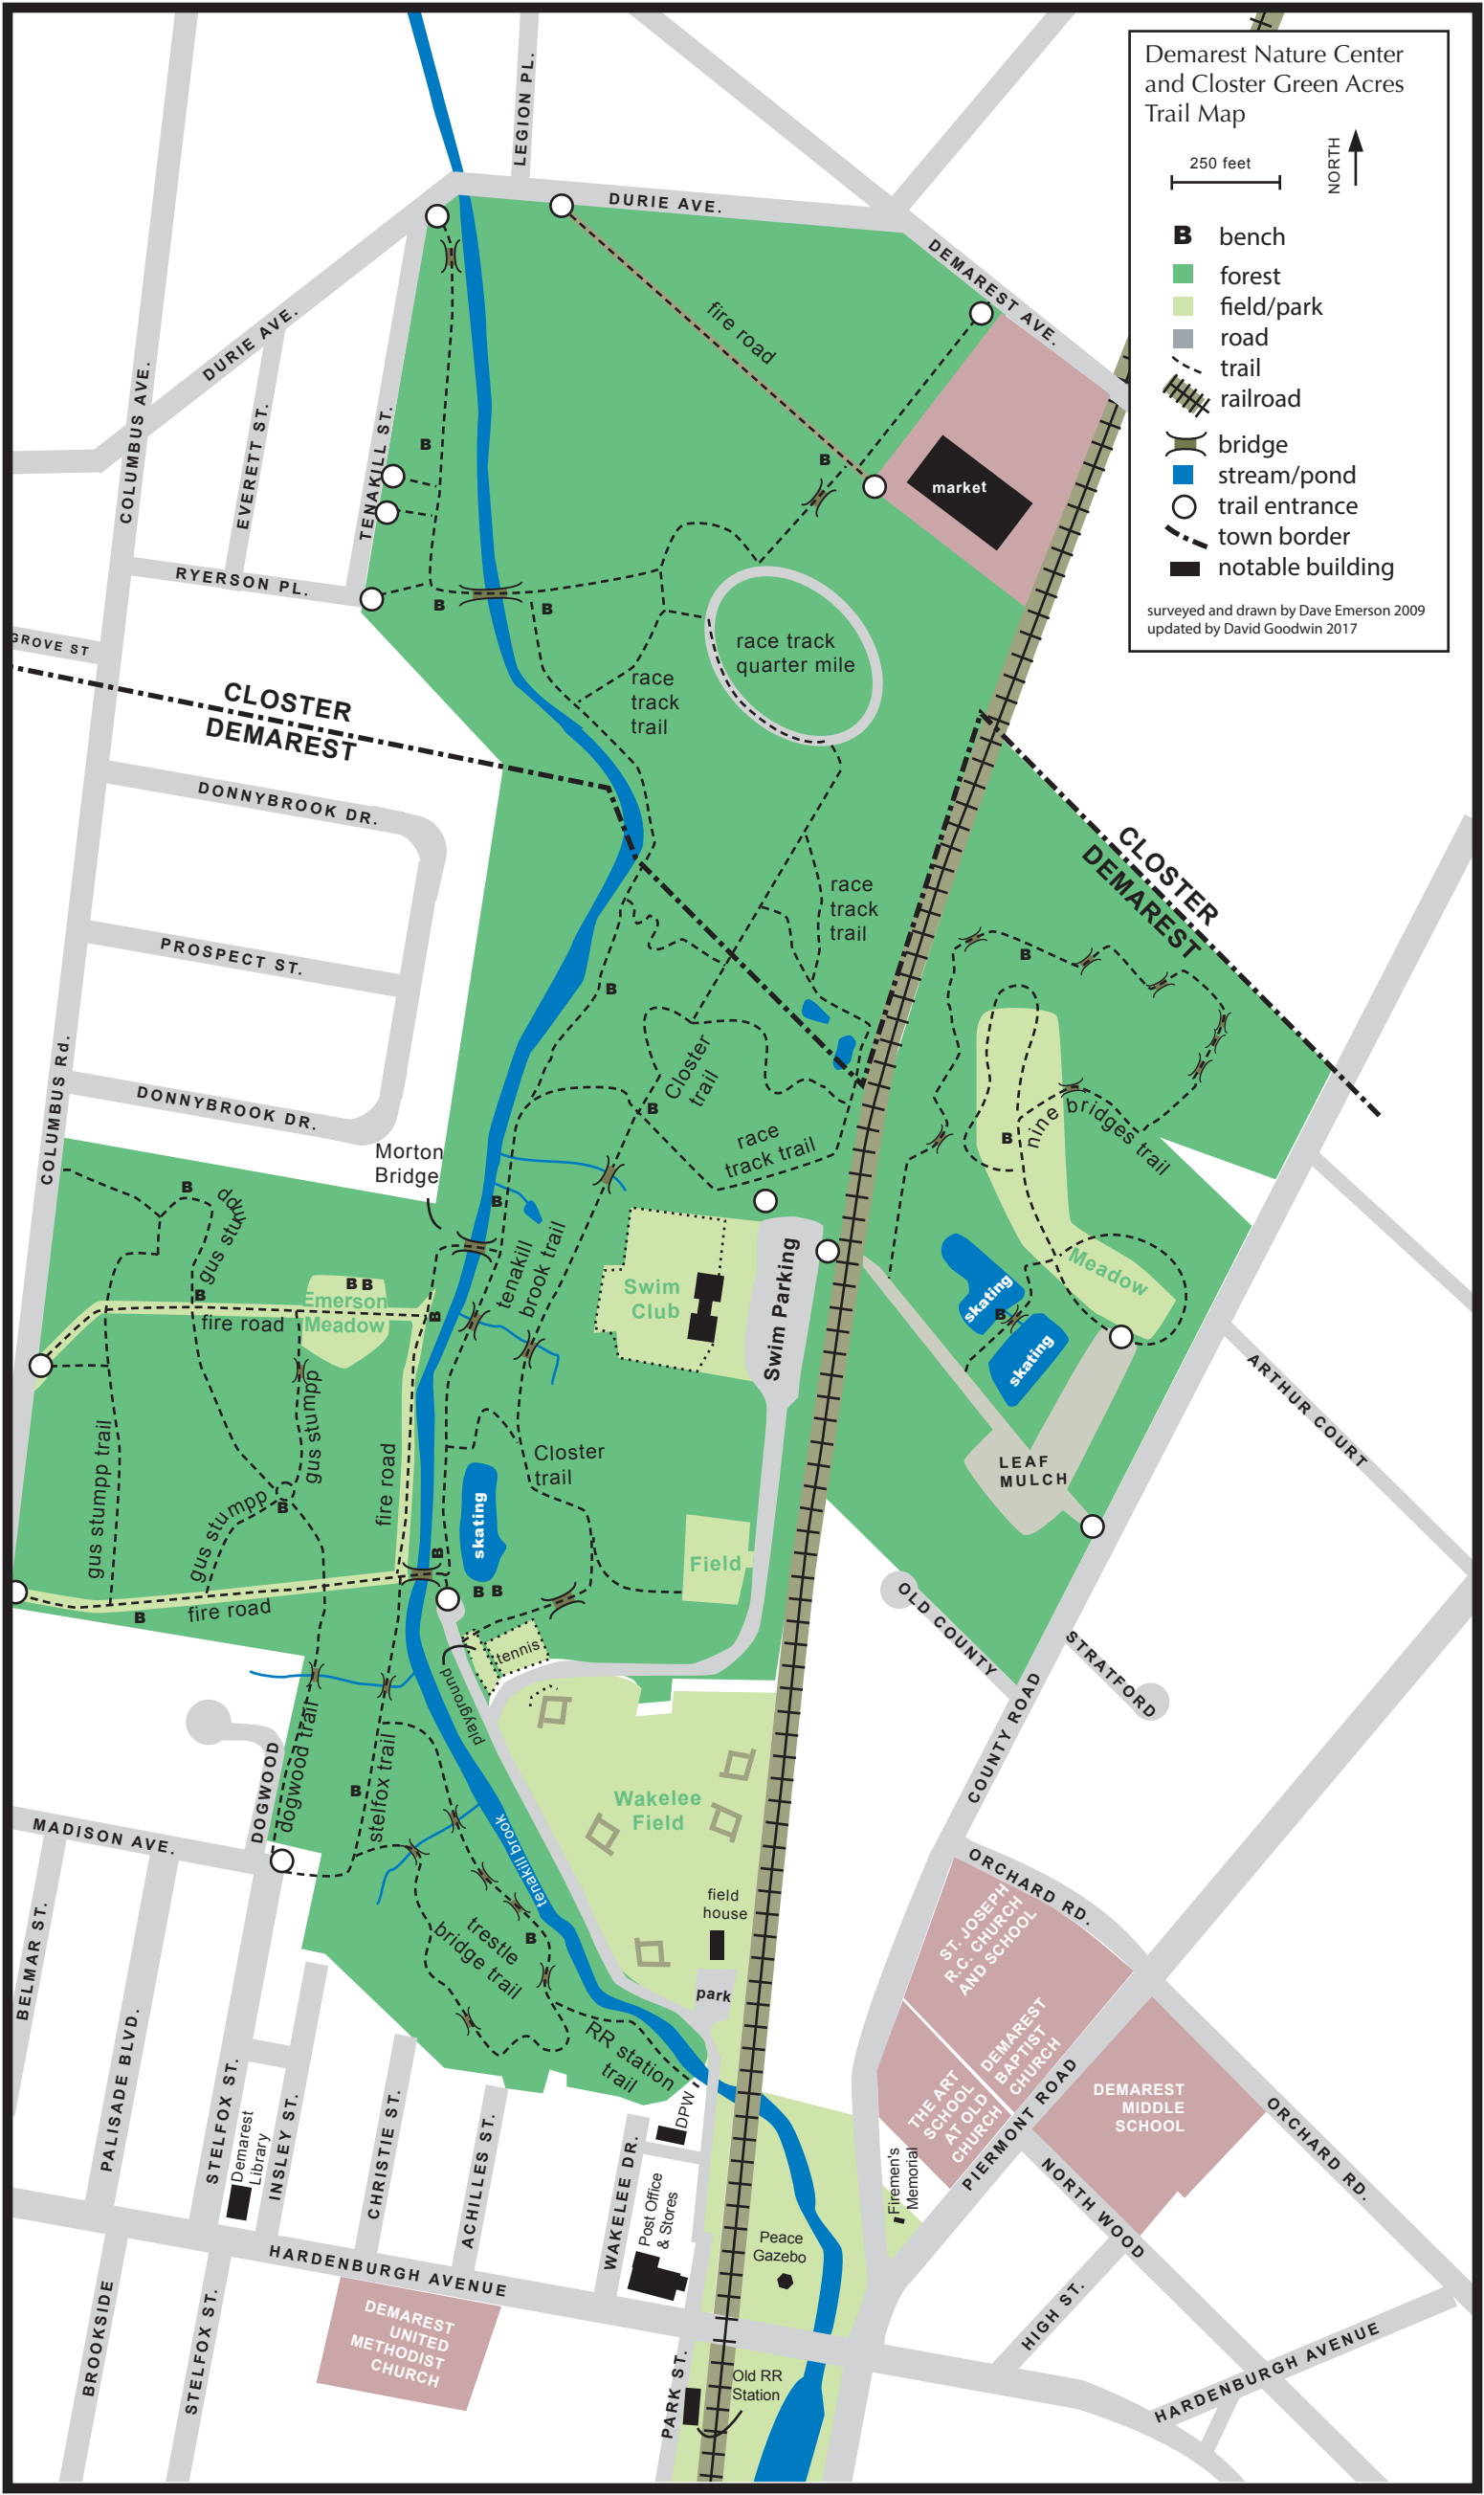 Demarest Nature Center
and Closter Green Acres
Trail Map
250 feet
NORTH
B bench
forest
field/park
road
trail
railroad
bridge
stream/pond
trail entrance
town border
notable building
surveyed and drawn by Dave Emerson 2009
updated by David Goodwin 2017
LEGION PL.
DURIE AVE.
DEMAREST AVE.
fire road
DURIE AVE.
COLUMBUS AVE.
EVERETT ST.
TENAKILL ST.
B
B
market
RYERSON PL.
B
B
GROVE ST
race track
quarter mile
race
track
trail
CLOSTER
DEMAREST
DONNYBROOK DR.
CLOSTER
DEMAREST
race
track
trail
PROSPECT ST.
B
B
COLUMBUS Rd.
Closter
trail
DONNYBROOK DR.
B
nine bridges trail
B
race
track trail
Morton
Bridge
B
B
gus stumpp
tenakill
brook trail
Swim
Club
Swim Parking
Meadow
skating
B
skating
B B
Emerson
Meadow
B
B
fire road
gus stumpp
gus stumpp trail
fire road
Closter
trail
ARTHUR COURT
LEAF
MULCH
skating
gus stumpp
B
B
B B
Field
B
fire road
tennis
playground
OLD COUNTY
STRATFORD
COUNTY ROAD
DOGWOOD
dogwood trail
stelfox trail
B
MADISON AVE.
Wakelee
Field
tenakill brook
field
house
park
trestle
bridge trail
B
RR station
trail
ORCHARD RD.
ST. JOSEPH
R.C. CHURCH
AND SCHOOL
DEMAREST
BAPTIST
CHURCH
THE ART
SCHOOL
AT OLD
CHURCH
PIERMONT ROAD
DEMAREST
MIDDLE
SCHOOL
ORCHARD RD.
NORTH WOOD
HIGH ST.
HARDENBURGH AVENUE
Firemen's
Memorial
BELMAR ST.
PALISADE BLVD.
STELFOX ST.
Demarest
Library
INSLEY ST.
CHRISTIE ST.
ACHILLES ST.
WAKELEE DR.
DPW
Post Office
& Stores
Peace
Gazebo
HARDENBURGH AVENUE
BROOKSIDE
STELFOX ST.
DEMAREST
UNITED
METHODIST
CHURCH
PARK ST.
Old RR
Station